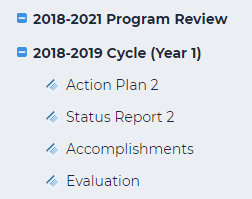 2018-2021 Program Review
2018-2019 Cycle (Year 1)
Action Plan 2
Status Report 2
Accomplishments
Evaluation